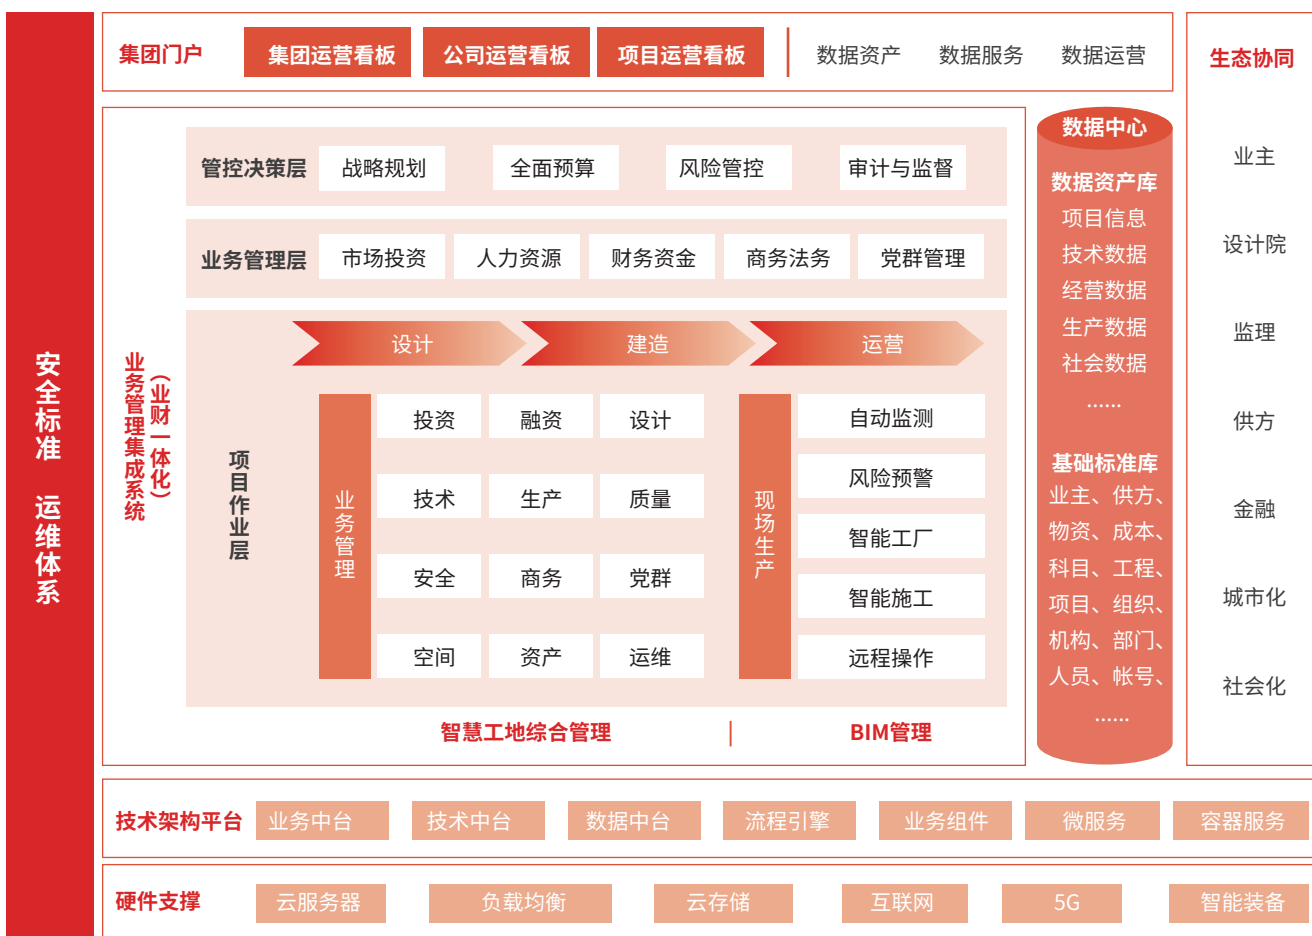 安全标准 运维体系
集团门户
集团运营看板
公司运营看板
项目运营看板
数据资产
数据服务
数据运营
业务管理集成系统
（业财一体化）
管控决策层
战略规划
全面预算
风险管控
审计与监督
业务管理层
市场投资
人力资源
财务资金
商务法务
党群管理
项目作业层
设计
建造
运营
业务管理
投资
融资
设计
技术
生产
质量
安全
商务
党群
空间
资产
运维
现场生产
自动监测
风险预警
智能工厂
智能施工
远程操作
智慧工地综合管理
BIM管理
数据中心
数据资产库
项目信息
技术数据
经营数据
生产数据
社会数据
......
基础标准库
业主、供方、
物资、成本、
科目、工程、
项目、组织、
机构、部门、
人员、帐号、
......
生态协同
业主
设计院
监理
供方
金融
城市化
社会化
技术架构平台
业务中台
技术中台
数据中台
流程引擎
业务组件
微服务
容器服务
硬件支撑
云服务器
负载均衡
云存储
互联网
5G
智能装备